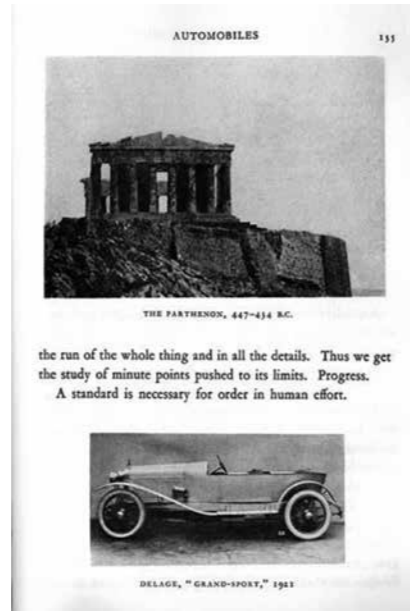 AUTOMOBILES
155
THE PARTHENON, 447-434 B.C.
the run of the whole thing and in all the details. Thus we get
the study of minute points pushed to its limits. Progress.
A standard is necessary for order in human effort.
DELAGE, "GRAND-SPORT," 1921